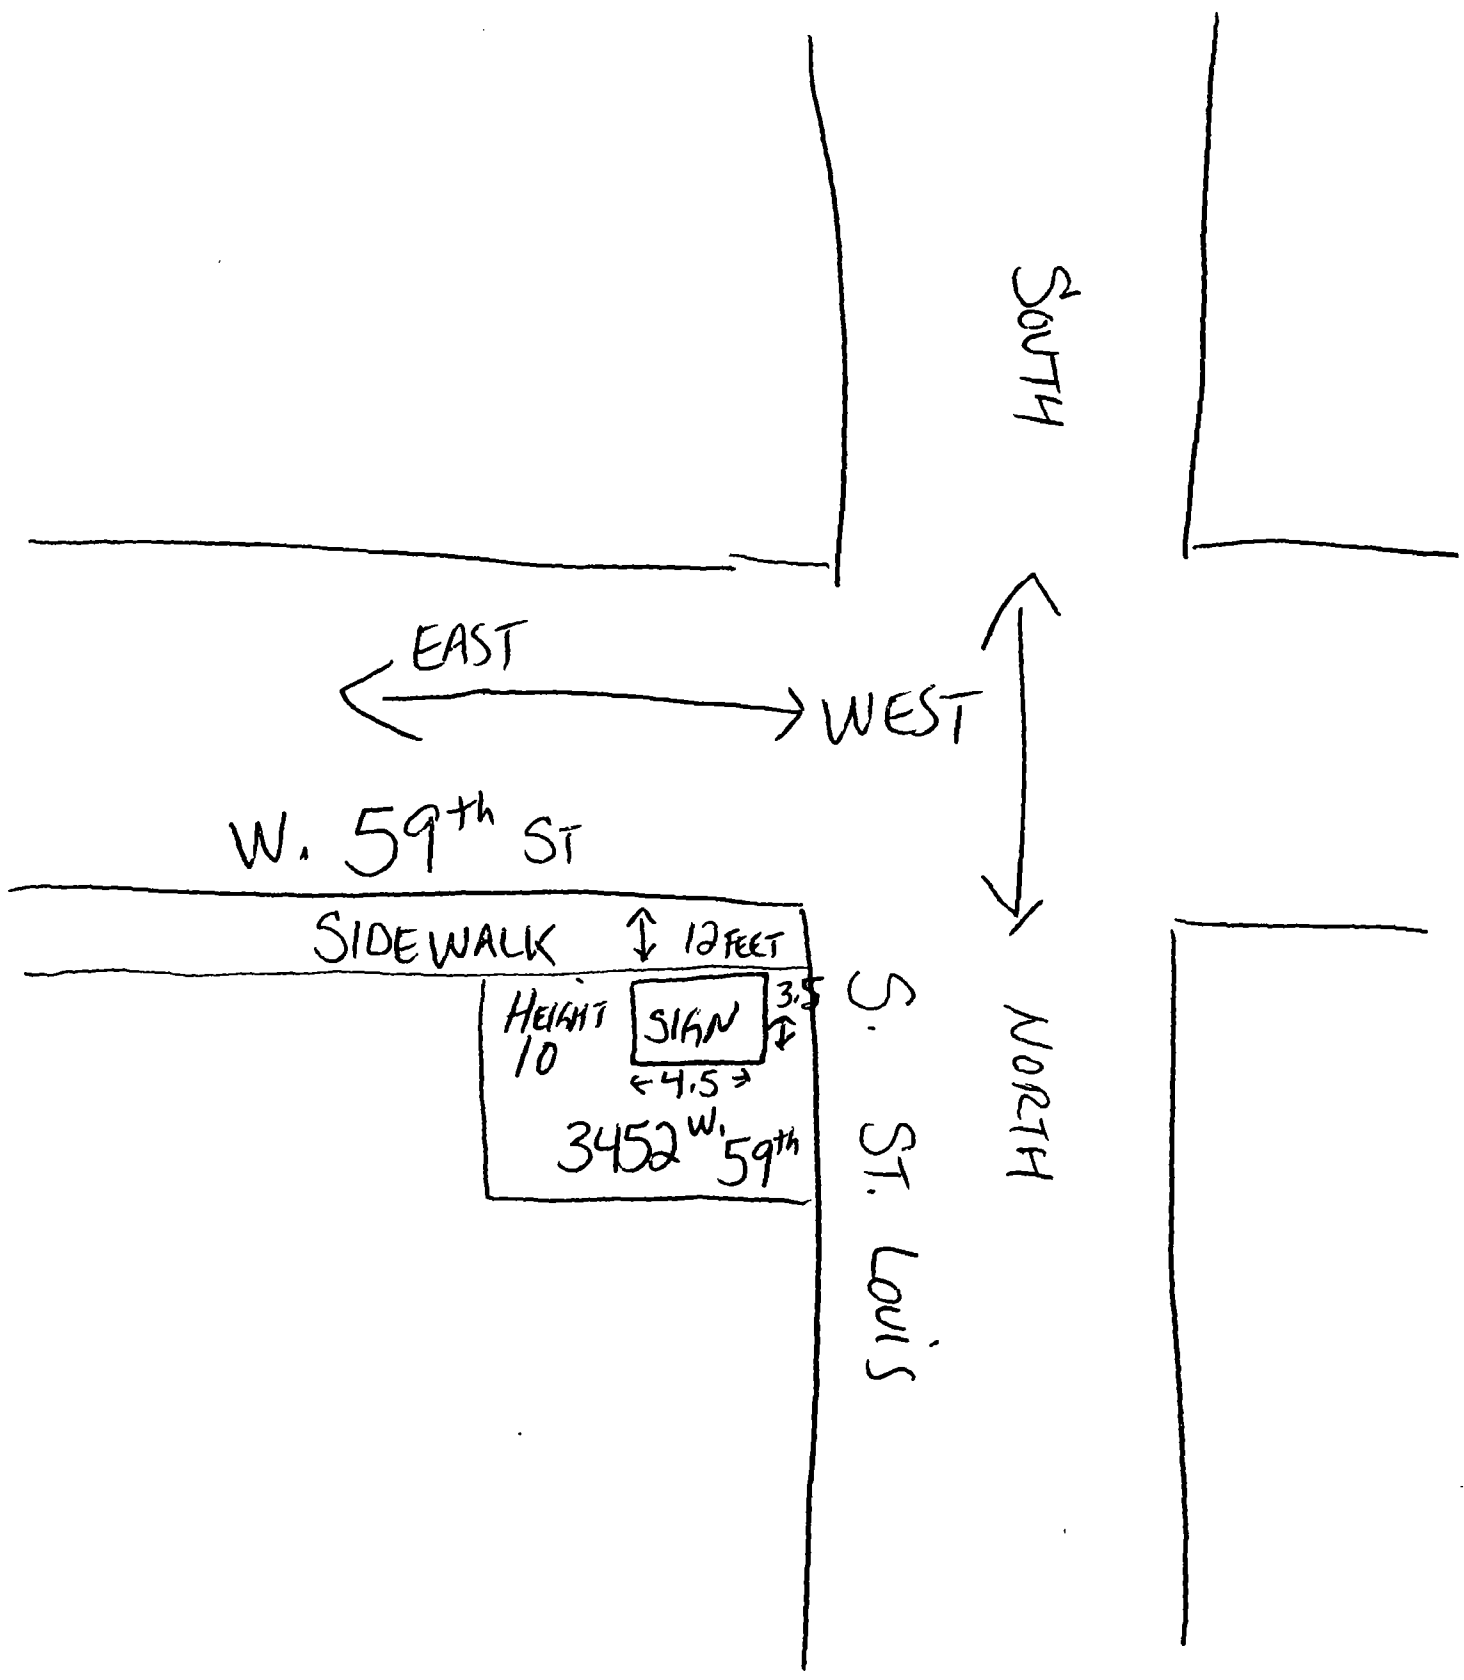 SOUTH
EAST
WEST
W. 59th ST
SIDEWALK 12 FEET
HEIGHT
10
SIGN
3.5
4.5
3452 W. 59th
S. ST. LOUIS
NORTH